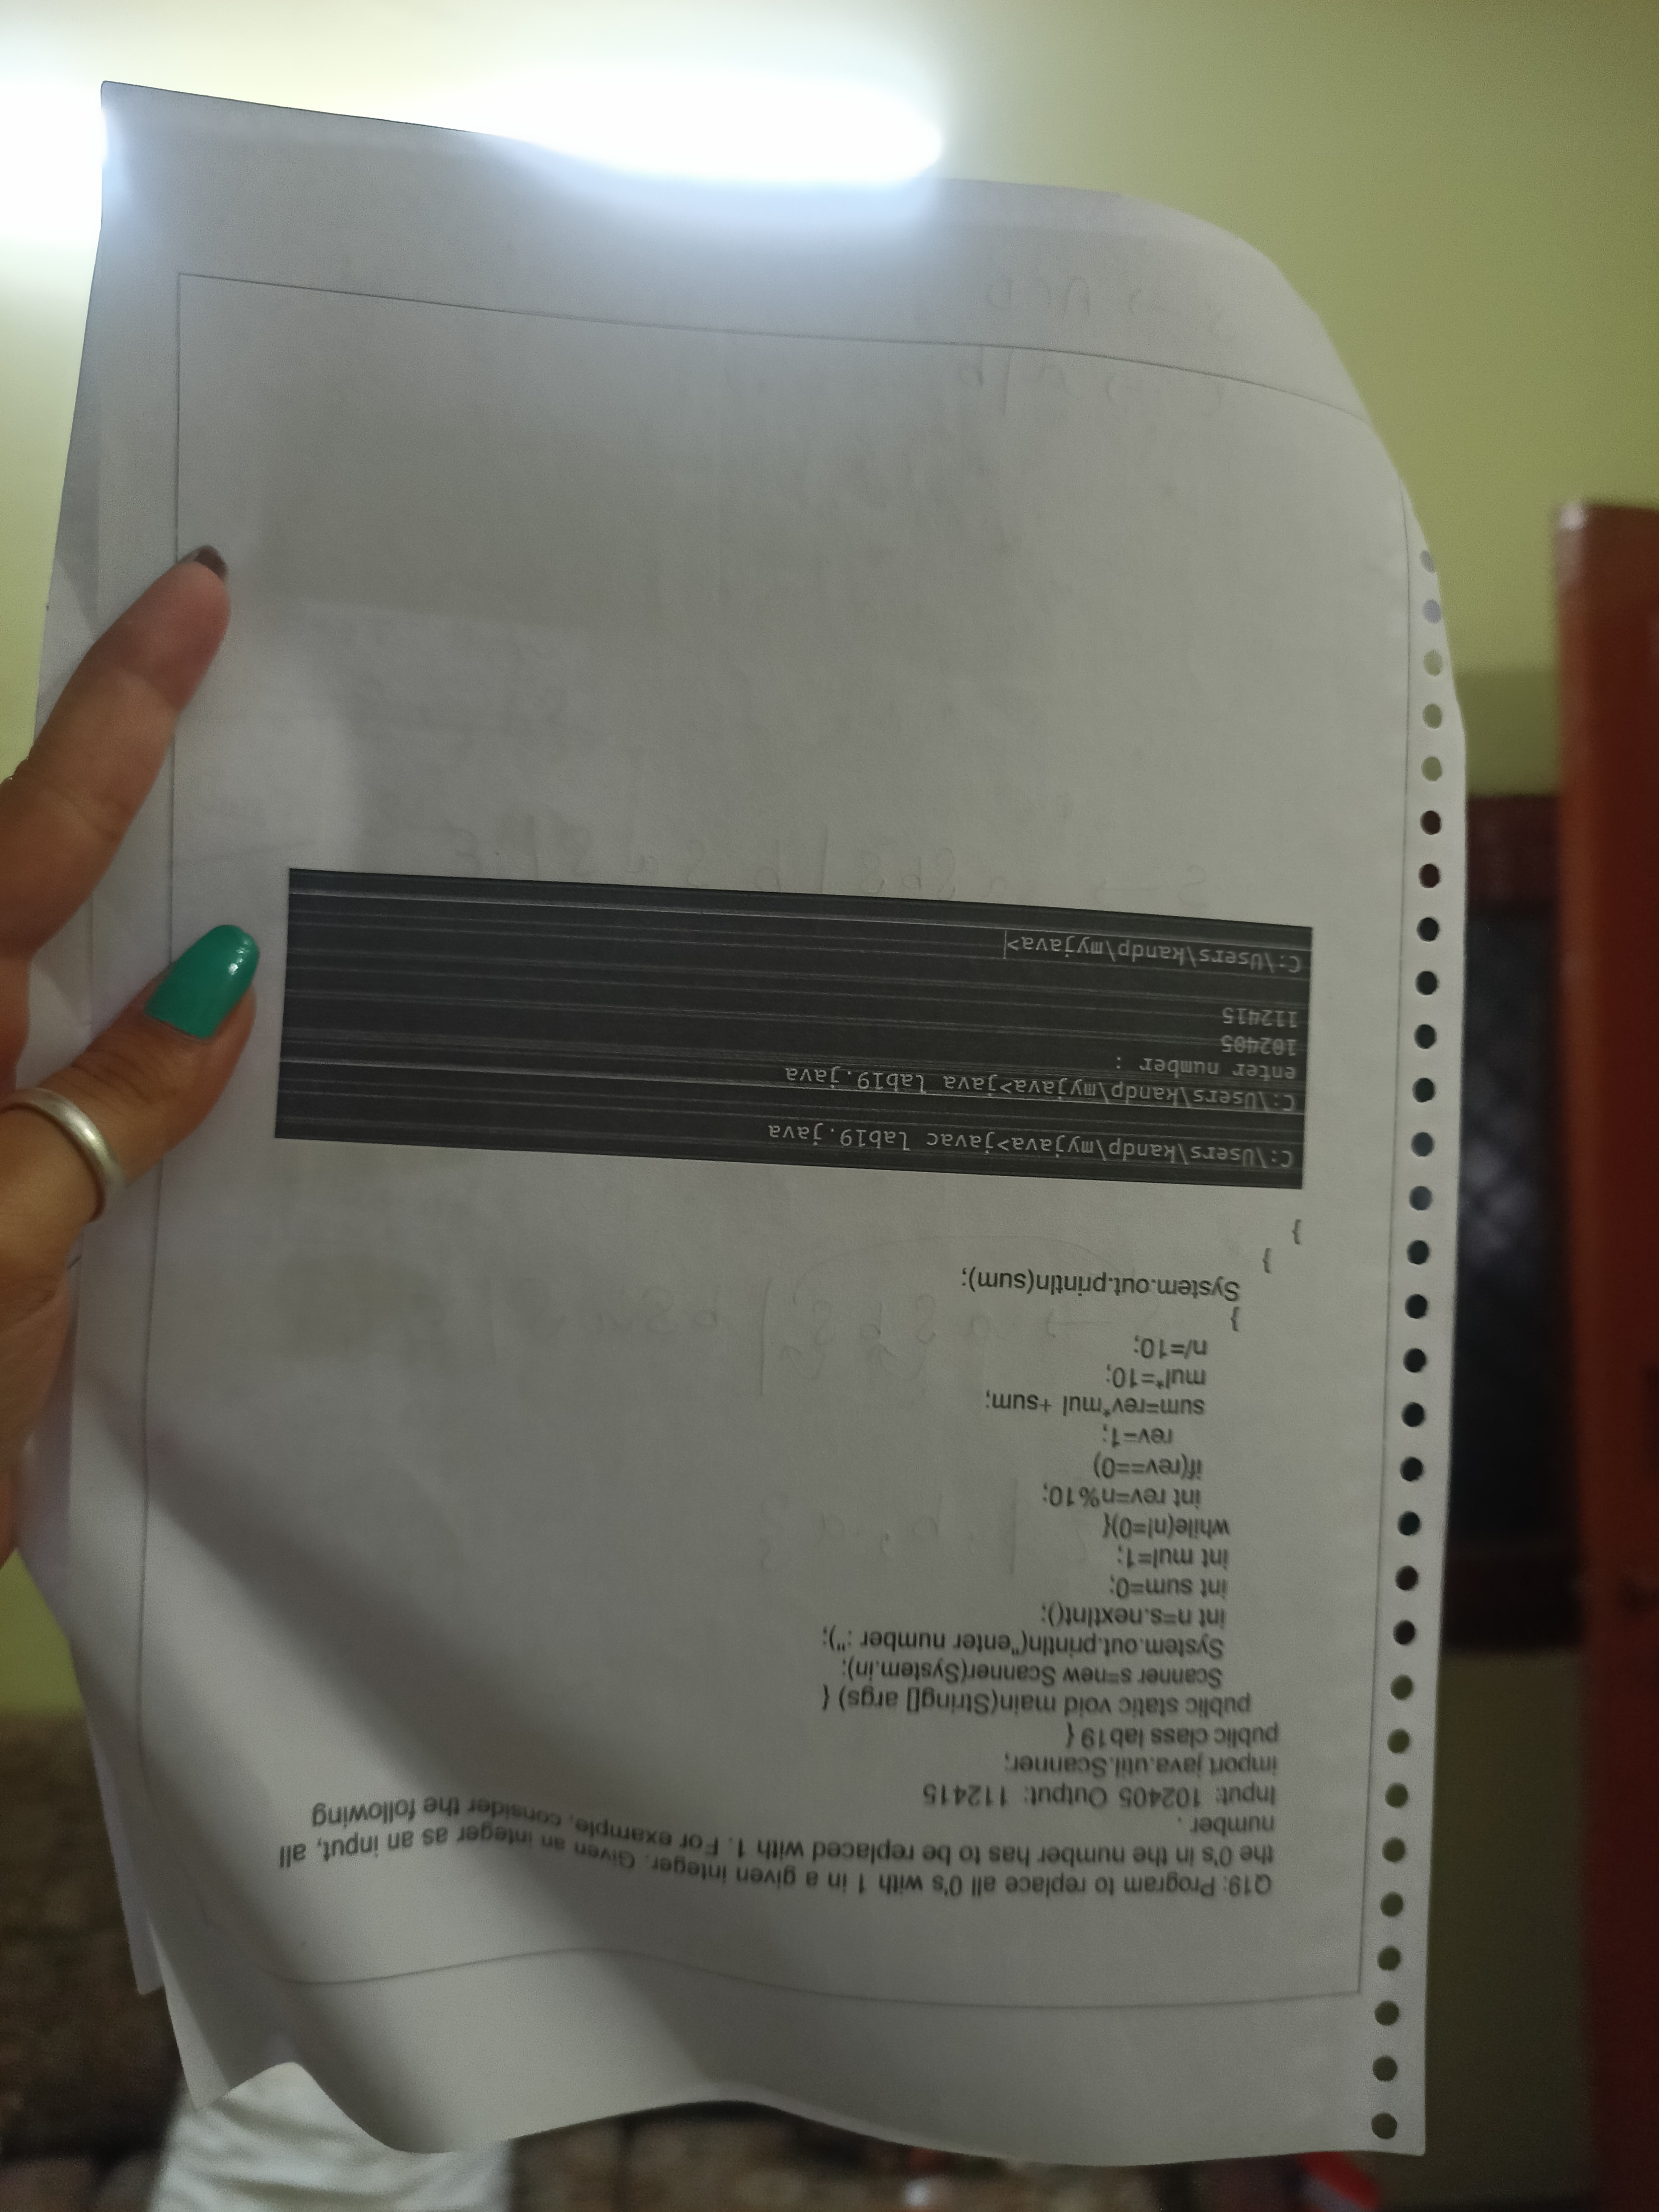 Q19: Program to replace all 0's with 1 in a given integer. Given an integer as an input, all
the 0's in the number has to be replaced with 1. For example, consider the following
number .
Input: 102405 Output: 112415
import java.util.Scanner;
public class lab19 {
public static void main(String[] args) {
Scanner s=new Scanner(System.in);
System.out.println("enter number :");
int n=s.nextInt();
int sum=0;
int mul=1;
while(n!=0){
int rev=n%10;
if(rev==0)
rev=1;
sum=rev*mul +sum;
mul*=10;
n/=10;
}
System.out.println(sum);
}
}
C:\Users\kandp\myjava>javac lab19.java
C:\Users\kandp\myjava>java lab19.java
enter number :
102405
112415
C:\Users\kandp\myjava>